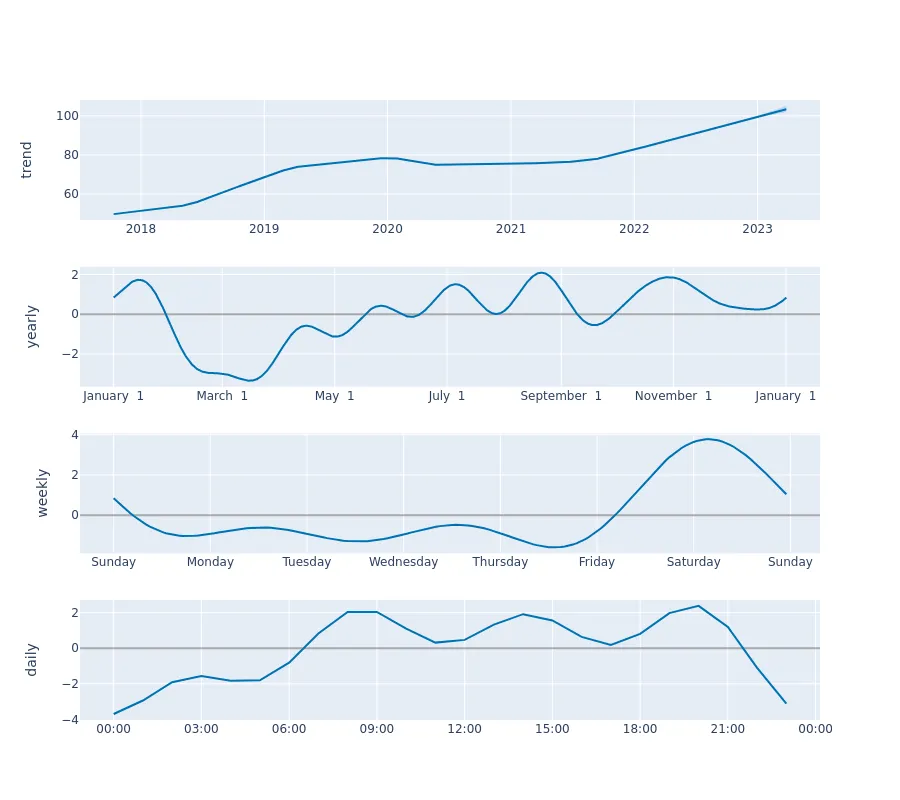 trend
100
80
60
2018 2019 2020 2021 2022 2023
yearly
2
0
−2
January 1 March 1 May 1 July 1 September 1 November 1 January 1
weekly
4
2
0
Sunday Monday Tuesday Wednesday Thursday Friday Saturday Sunday
daily
2
0
−2
−4
00:00 03:00 06:00 09:00 12:00 15:00 18:00 21:00 00:00